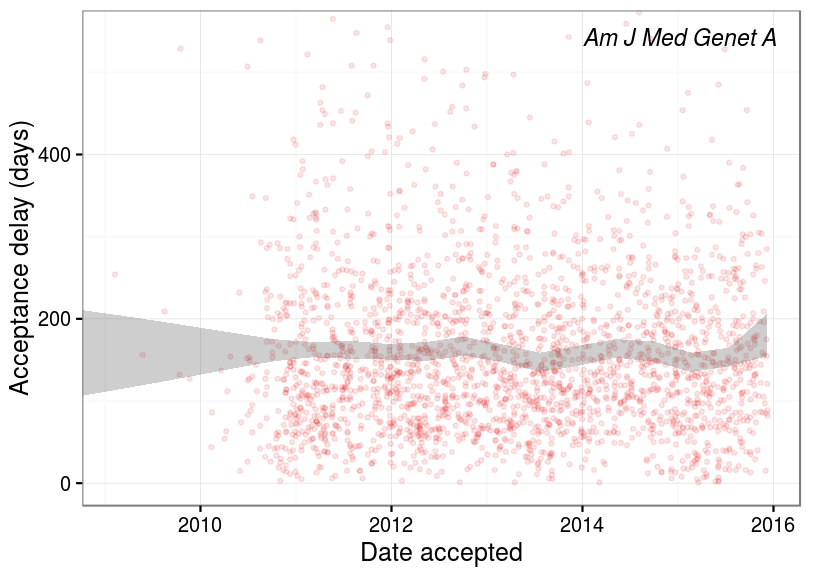 Am J Med Genet A
Acceptance delay (days)
400
200
0
2010 2012 2014 2016
Date accepted